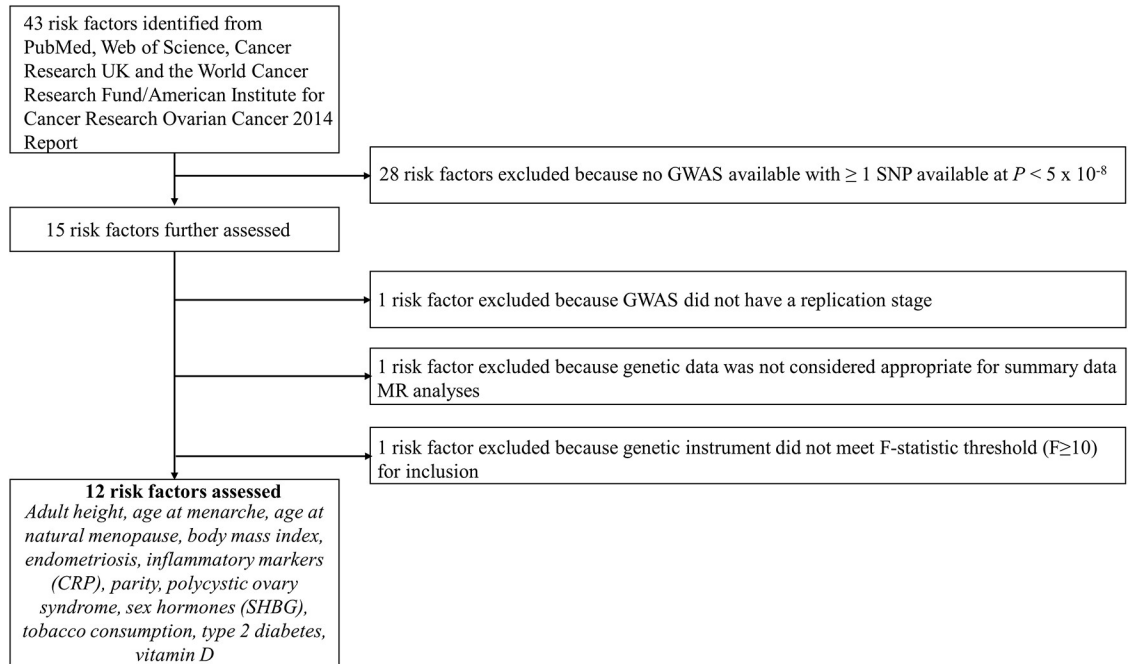 43 risk factors identified from
PubMed, Web of Science, Cancer
Research UK and the World Cancer
Research Fund/American Institute for
Cancer Research Ovarian Cancer 2014
Report
28 risk factors excluded because no GWAS available with ≥ 1 SNP available at P < 5 x 10⁻⁸
15 risk factors further assessed
1 risk factor excluded because GWAS did not have a replication stage
1 risk factor excluded because genetic data was not considered appropriate for summary data
MR analyses
1 risk factor excluded because genetic instrument did not meet F-statistic threshold (F≥10)
for inclusion
12 risk factors assessed
Adult height, age at menarche, age at
natural menopause, body mass index,
endometriosis, inflammatory markers
(CRP), parity, polycystic ovary
syndrome, sex hormones (SHBG),
tobacco consumption, type 2 diabetes,
vitamin D